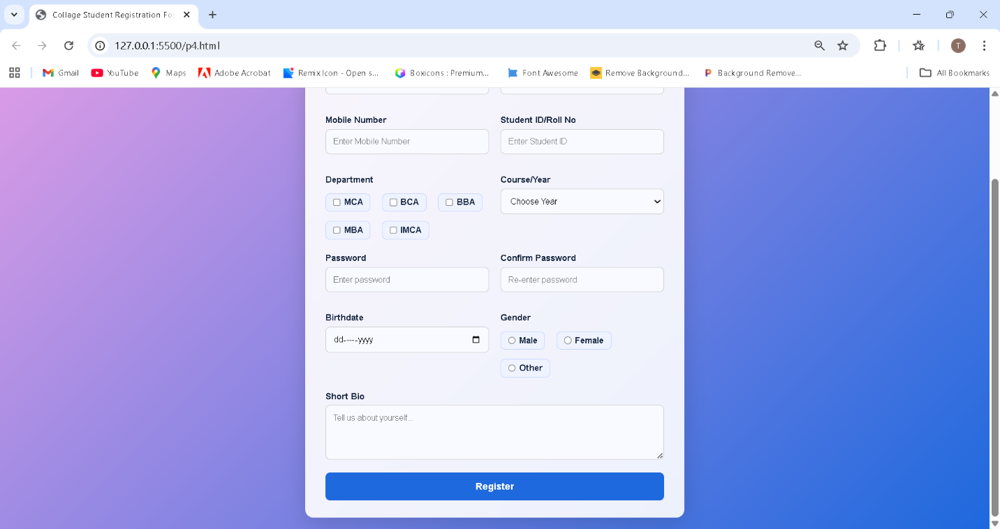 Collage Student Registration Fo
127.0.0.1:5500/p4.html
T
Gmail YouTube Maps Adobe Acrobat Remix Icon - Open s... Boxicons : Premium... Font Awesome Remove Background... Background Remove... All Bookmarks
Mobile Number Student ID/Roll No
Enter Mobile Number Enter Student ID
Department Course/Year
MCA BCA BBA Choose Year
MBA IMCA
Password Confirm Password
Enter password Re-enter password
Birthdate Gender
dd-----yyyy Male Female
Other
Short Bio
Tell us about yourself...
Register